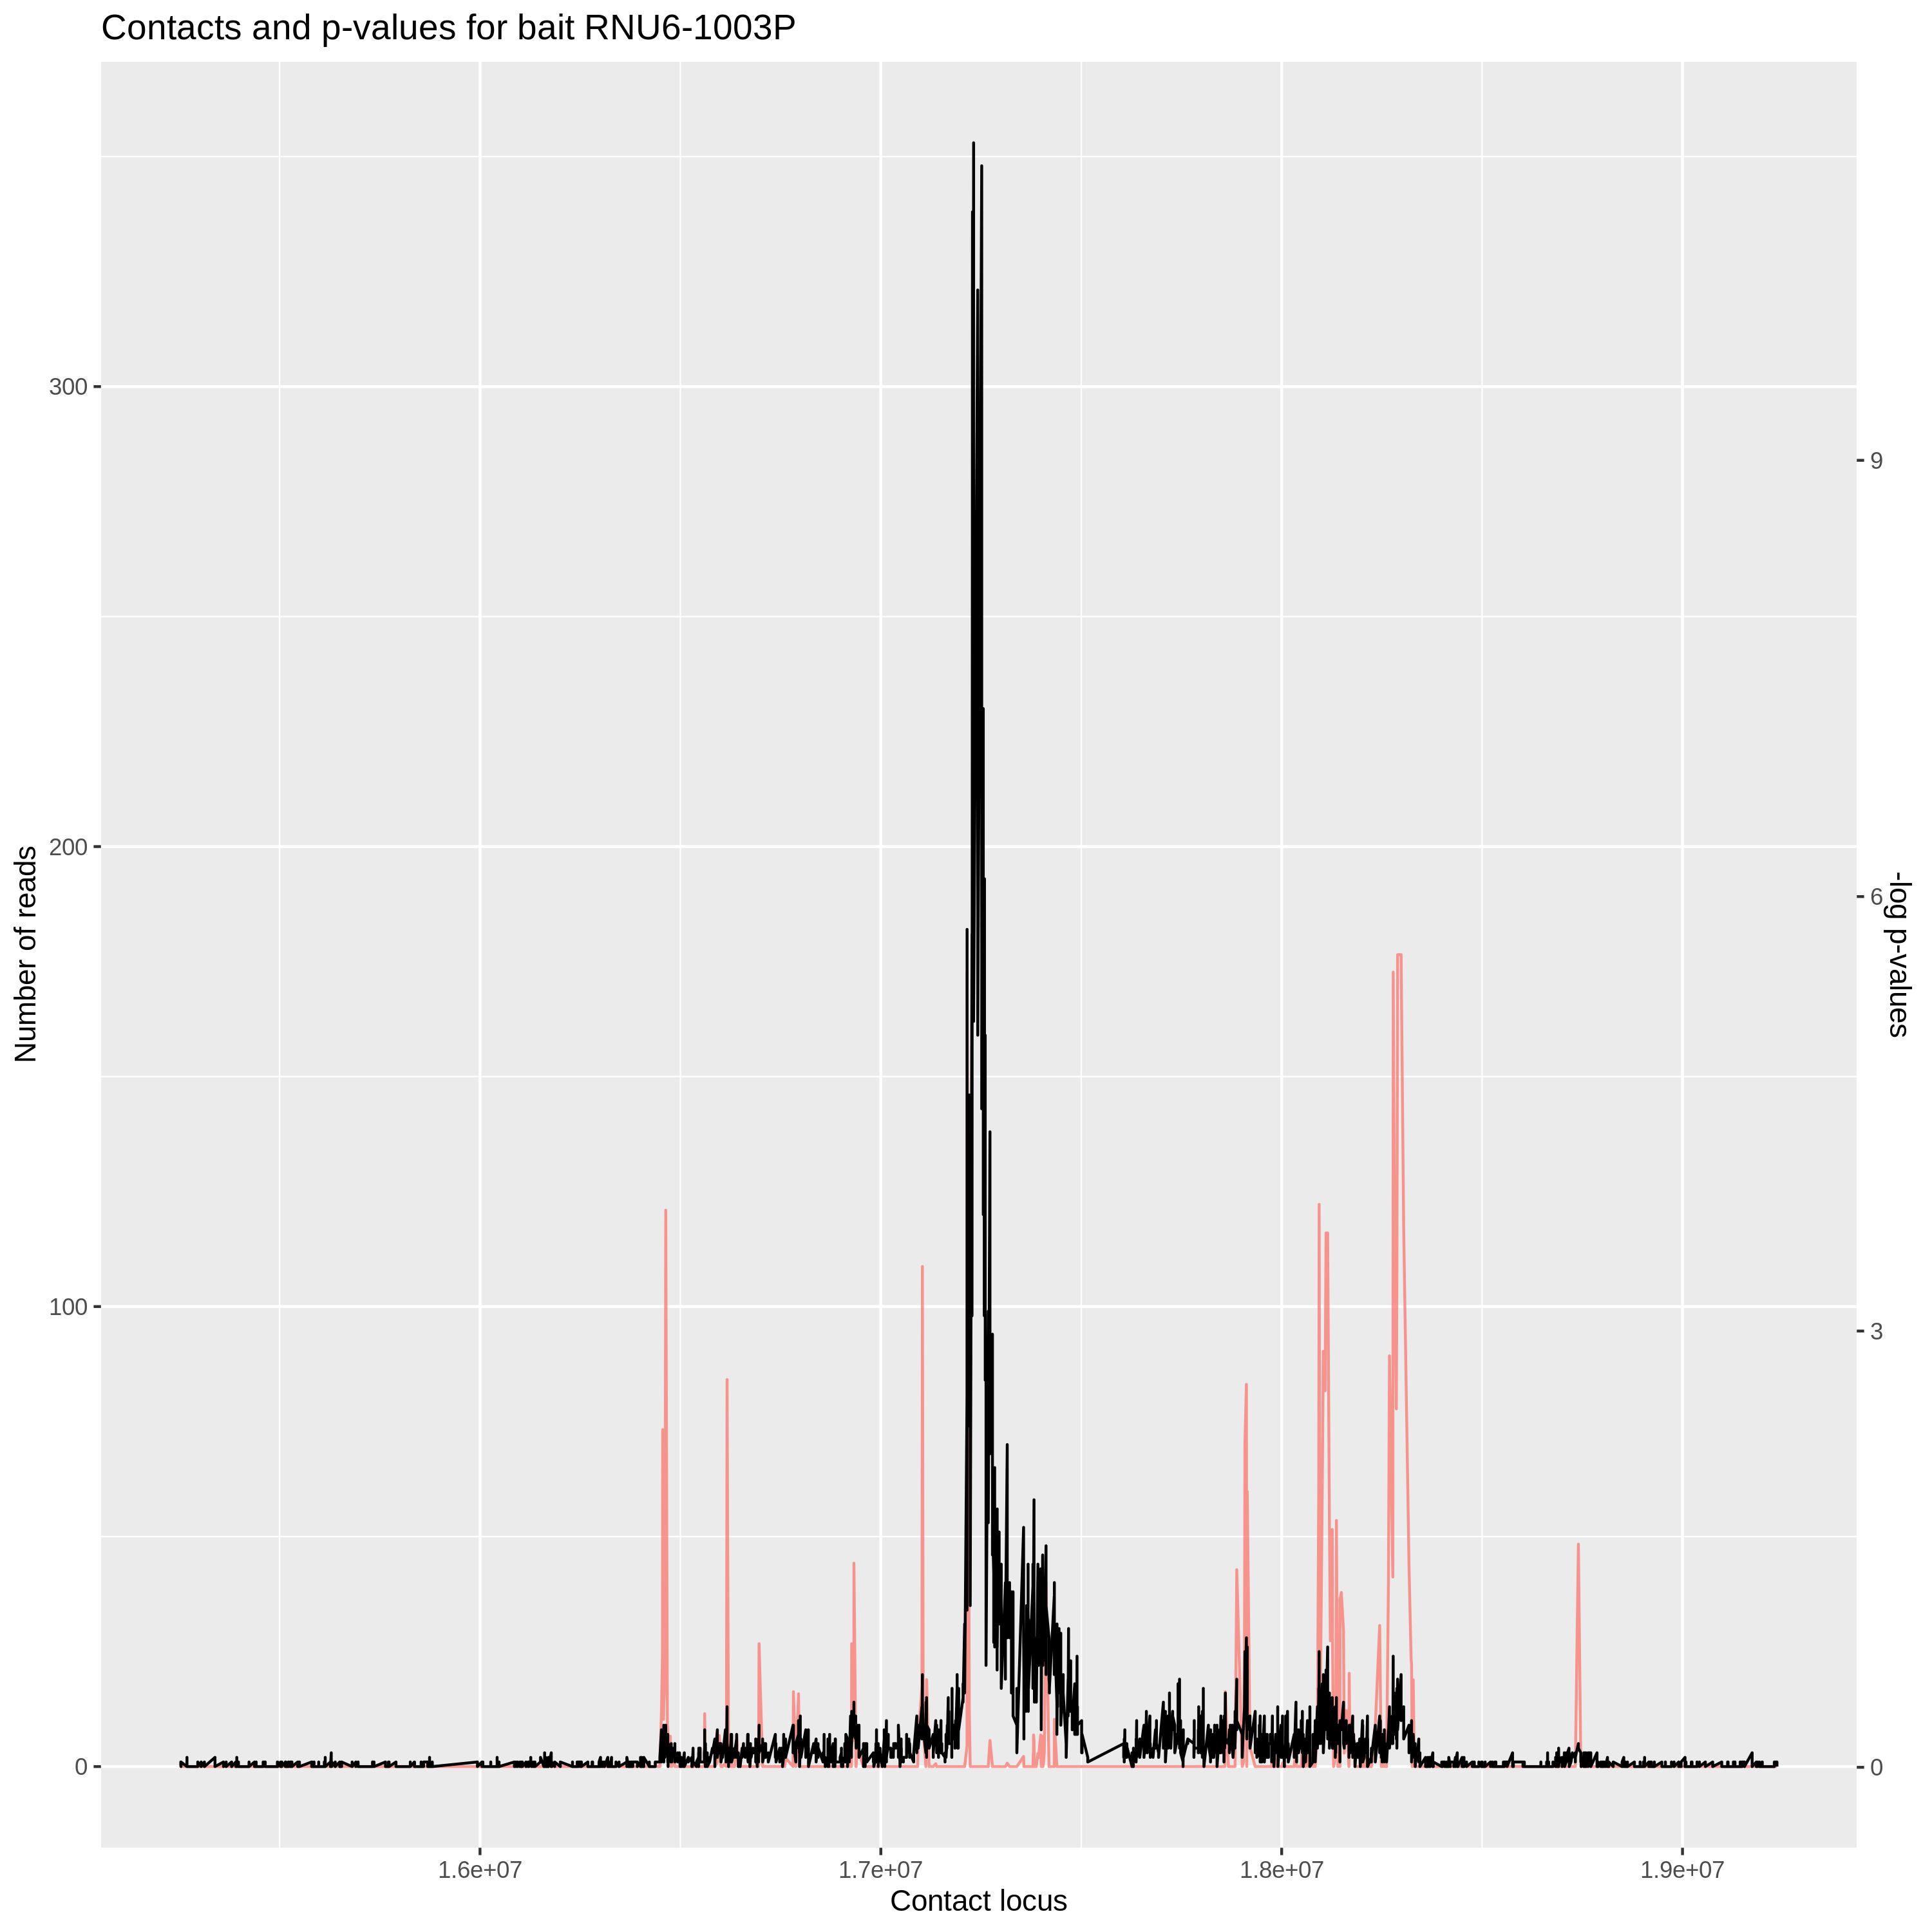 Contacts and p-values for bait RNU6-1003P
300
200
100
0
9
6
3
0
Number of reads
-log p-values
1.6e+07
1.7e+07
1.8e+07
1.9e+07
Contact locus